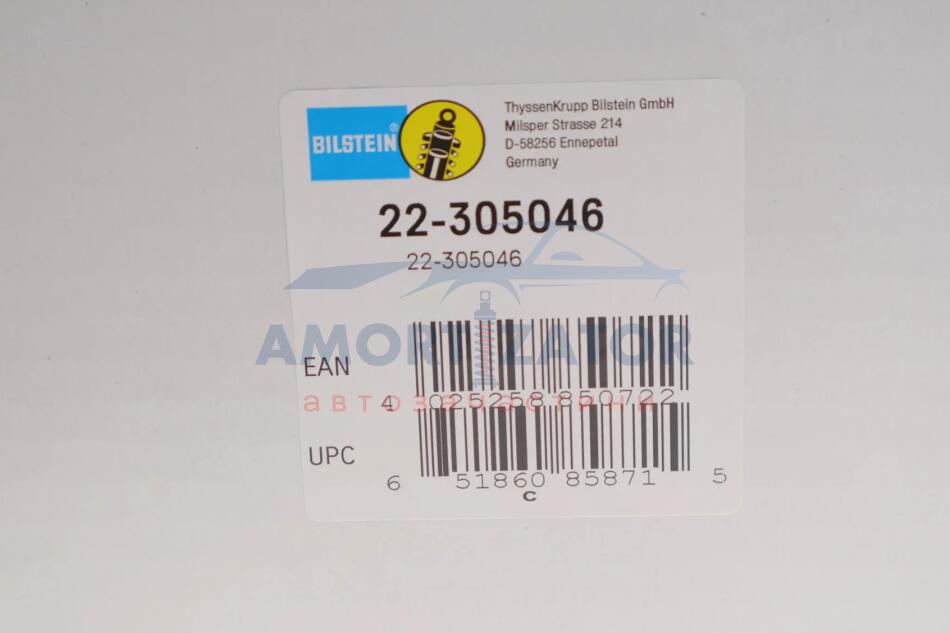 BILSTEIN®
ThyssenKrupp Bilstein GmbH
Milsper Strasse 214
D-58256 Ennepetal
Germany
22-305046
22-305046
AMORTIZATOR
EAN
4 025258 850722
автозапчастини
UPC
6 51860 85871 5
C